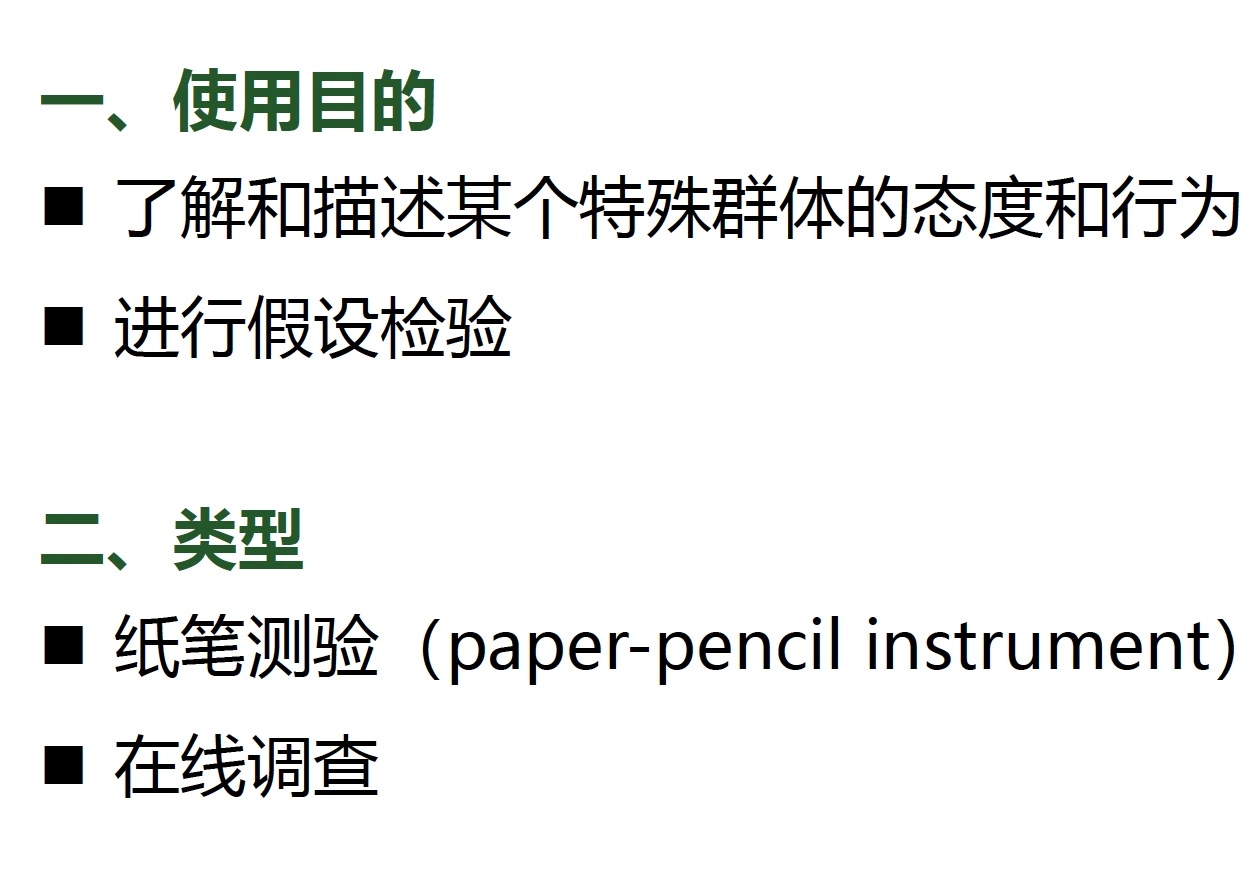 一、使用目的
■ 了解和描述某个特殊群体的态度和行为
■ 进行假设检验
二、类型
■ 纸笔测验（paper-pencil instrument）
■ 在线调查